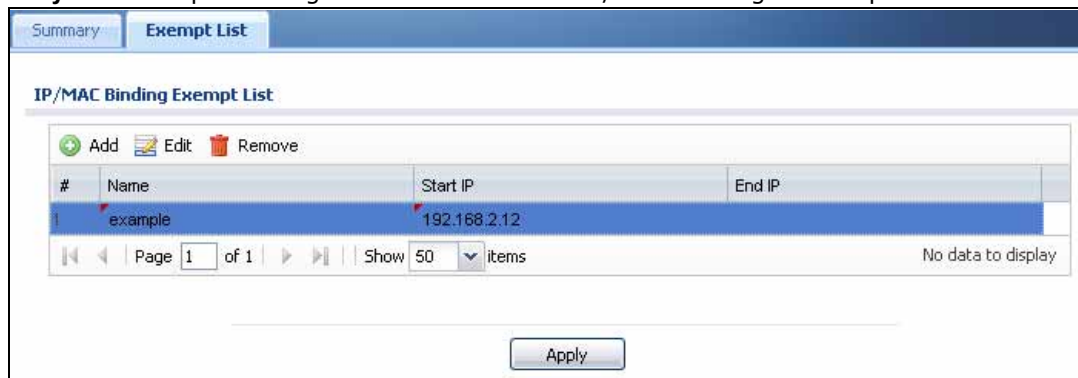 Summary Exempt List
IP/MAC Binding Exempt List
Add Edit Remove
# Name Start IP End IP
1 example 192.168.2.12
Page 1 of 1 Show 50 items No data to display
Apply